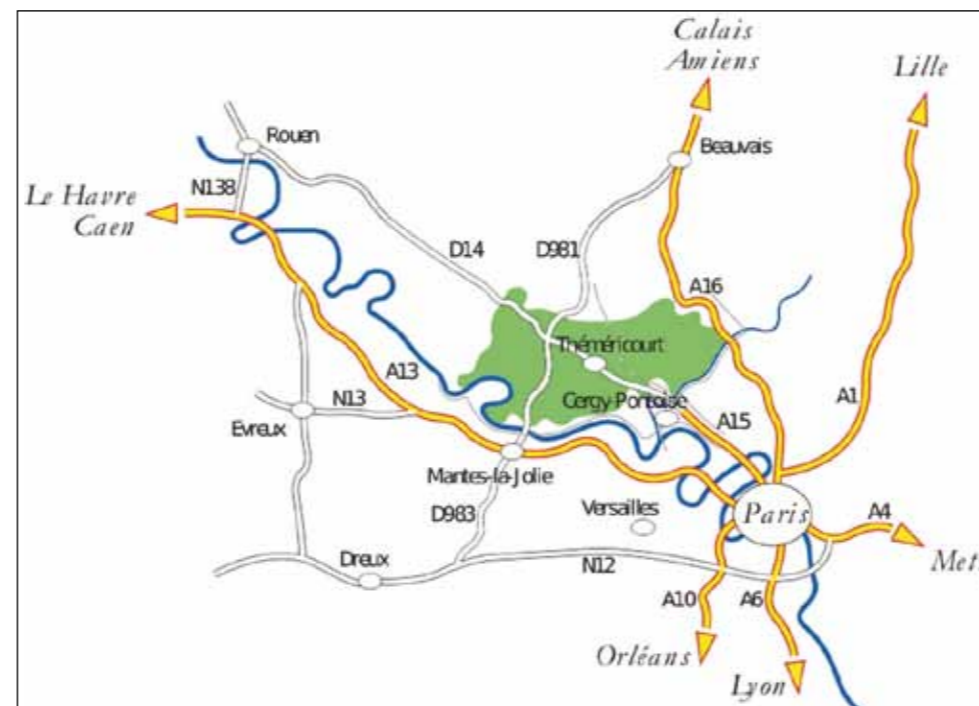 Calais
Amiens
Lille
Rouen
Beauvais
N138
Le Havre
Caen
D14
D981
A16
Théméricourt
A13
A1
Cergy-Pontoise
N13
A15
Evreux
Mantes-la-Jolie
Versailles
Paris
A4
D983
Met
Dreux
N12
A10
A6
Orléans
Lyon